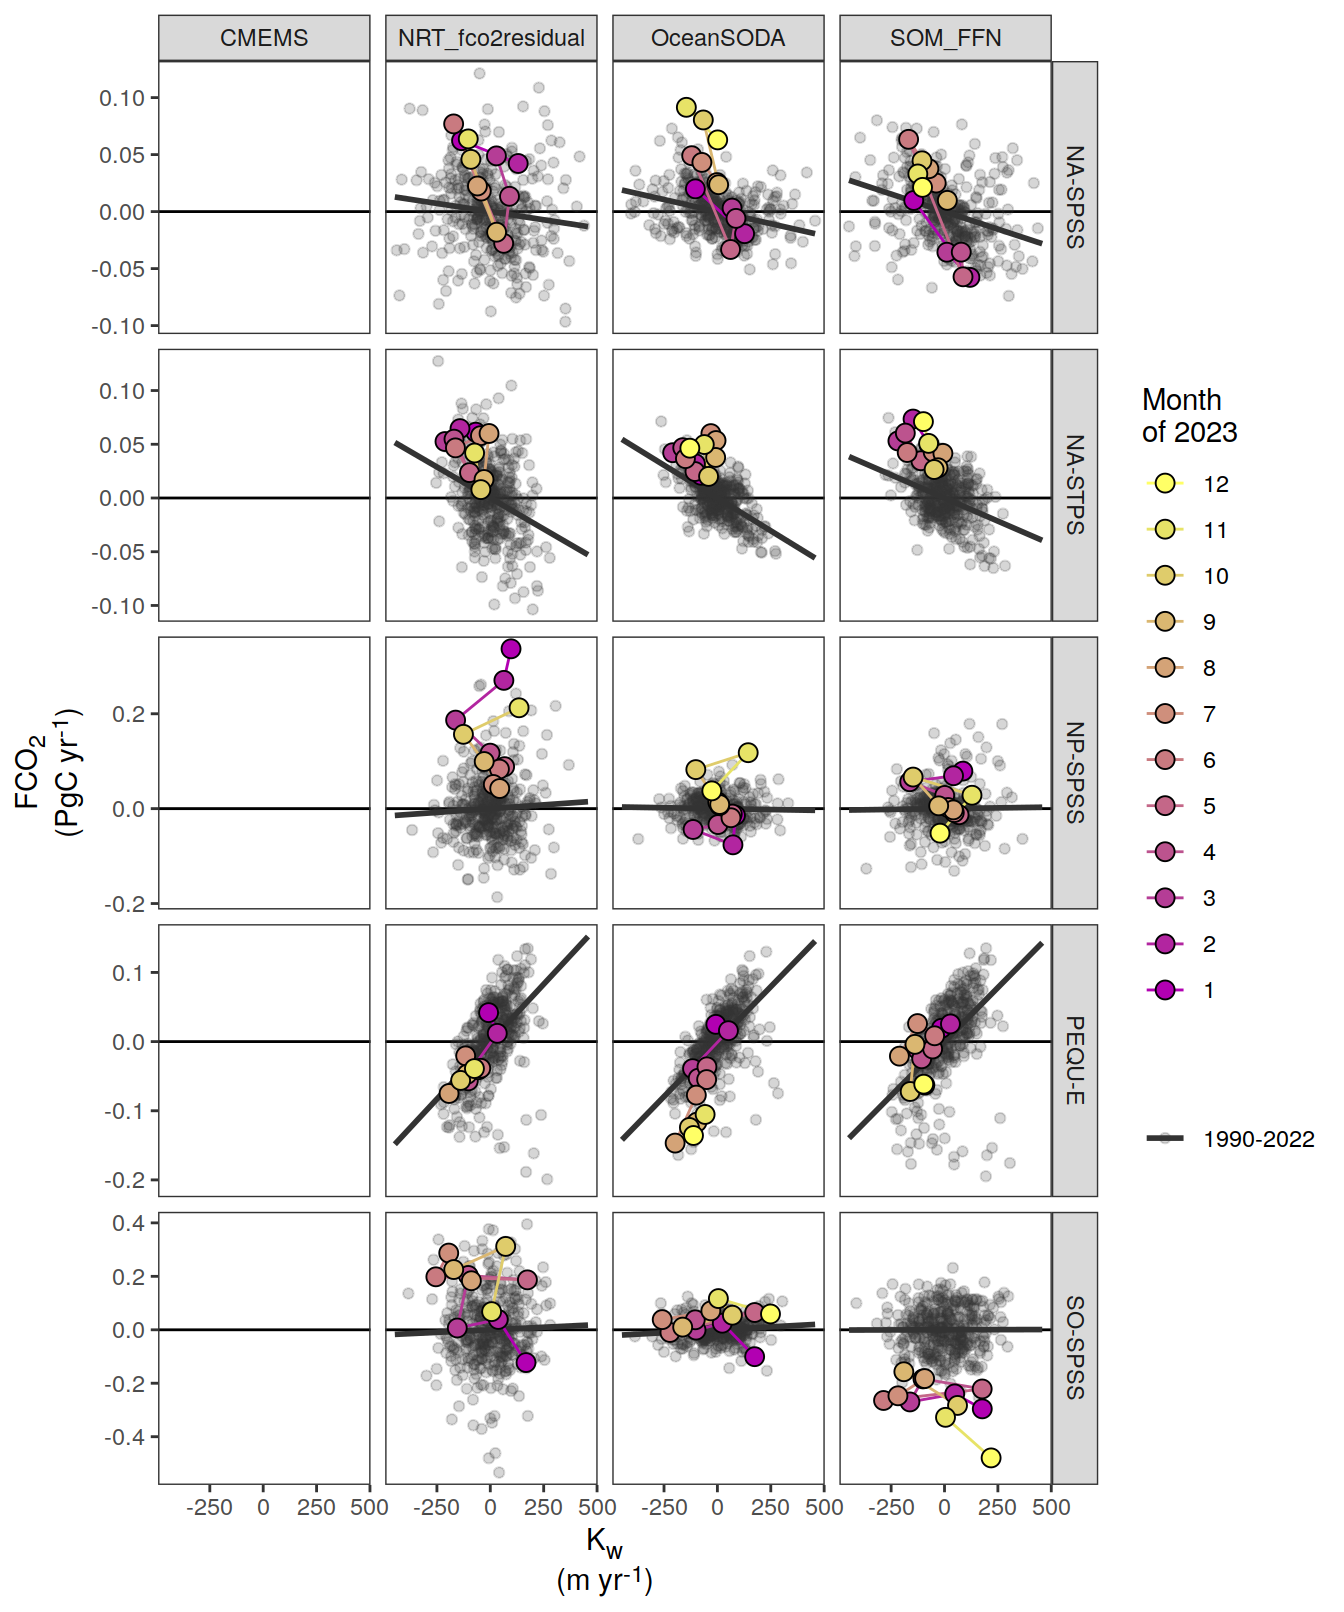 CMEMS NRT_fco2residual OceanSODA SOM_FFN
0.10
0.05
0.00
-0.05
-0.10
NA-SPSS
0.10
0.05
0.00
-0.05
-0.10
NA-STPS
0.2
0.0
-0.2
NP-SPSS
0.1
0.0
-0.1
-0.2
PEQU-E
0.4
0.2
0.0
-0.2
-0.4
SO-SPSS
-250 0 250 500 -250 0 250 500 -250 0 250 500 -250 0 250 500
FCO₂
(PgC yr⁻¹)
K_w
(m yr⁻¹)
Month
of 2023
12
11
10
9
8
7
6
5
4
3
2
1
1990-2022